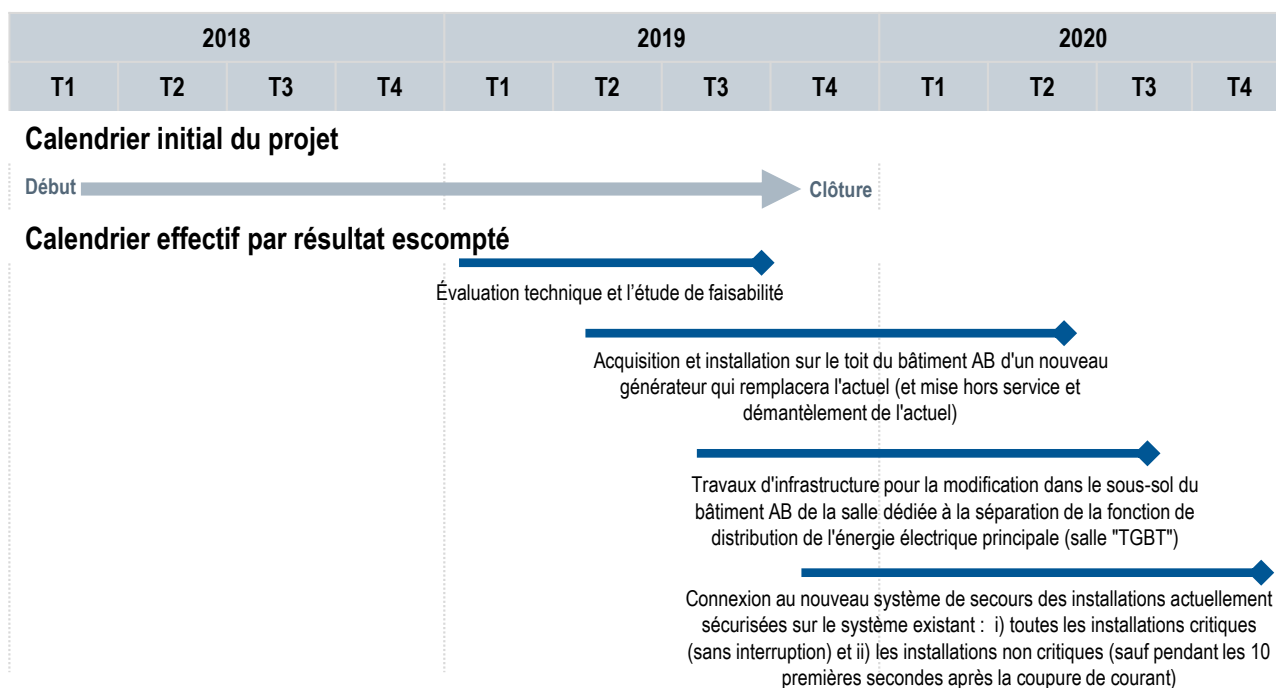 2018 2019 2020
T1 T2 T3 T4 T1 T2 T3 T4 T1 T2 T3 T4
Calendrier initial du projet
Début Clôture
Calendrier effectif par résultat escompté
Évaluation technique et l’étude de faisabilité
Acquisition et installation sur le toit du bâtiment AB d'un nouveau
générateur qui remplacera l'actuel (et mise hors service et
démantèlement de l'actuel)
Travaux d'infrastructure pour la modification dans le sous-sol du
bâtiment AB de la salle dédiée à la séparation de la fonction de
distribution de l'énergie électrique principale (salle "TGBT")
Connexion au nouveau système de secours des installations actuellement
sécurisées sur le système existant : i) toutes les installations critiques
(sans interruption) et ii) les installations non critiques (sauf pendant les 10
premières secondes après la coupure de courant)